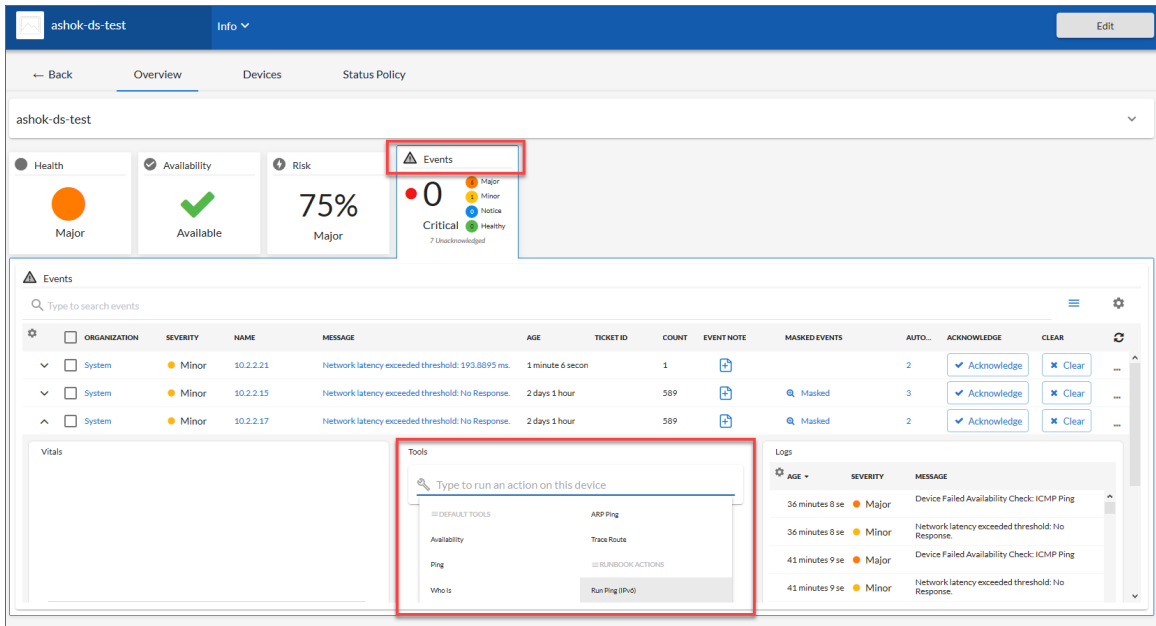 ashok-ds-test Info Edit
← Back Overview Devices Status Policy
ashok-ds-test
Health Availability Risk Events
Major Available 75% Major
0 Critical
Major
1 Minor
0 Notice
0 Healthy
7 Unacknowledged
Events
Type to search events
ORGANIZATION SEVERITY NAME MESSAGE AGE TICKET ID COUNT EVENT NOTE MASKED EVENTS AUTO... ACKNOWLEDGE CLEAR
System Minor 10.2.2.21 Network latency exceeded threshold: 193.8895 ms. 1 minute 6 secon 1 2 Acknowledge Clear ...
System Minor 10.2.2.15 Network latency exceeded threshold: No Response. 2 days 1 hour 589 Masked 3 Acknowledge Clear ...
System Minor 10.2.2.17 Network latency exceeded threshold: No Response. 2 days 1 hour 589 Masked 2 Acknowledge Clear ...
Vitals
Tools
Type to run an action on this device
DEFAULT TOOLS ARP Ping
Availability Trace Route
Ping RUNBOOK ACTIONS
Who Is Run Ping (IPv6)
Logs
AGE SEVERITY MESSAGE
36 minutes 8 se Major Device Failed Availability Check: ICMP Ping
36 minutes 8 se Minor Network latency exceeded threshold: No
Response.
41 minutes 9 se Major Device Failed Availability Check: ICMP Ping
41 minutes 9 se Minor Network latency exceeded threshold: No
Response.